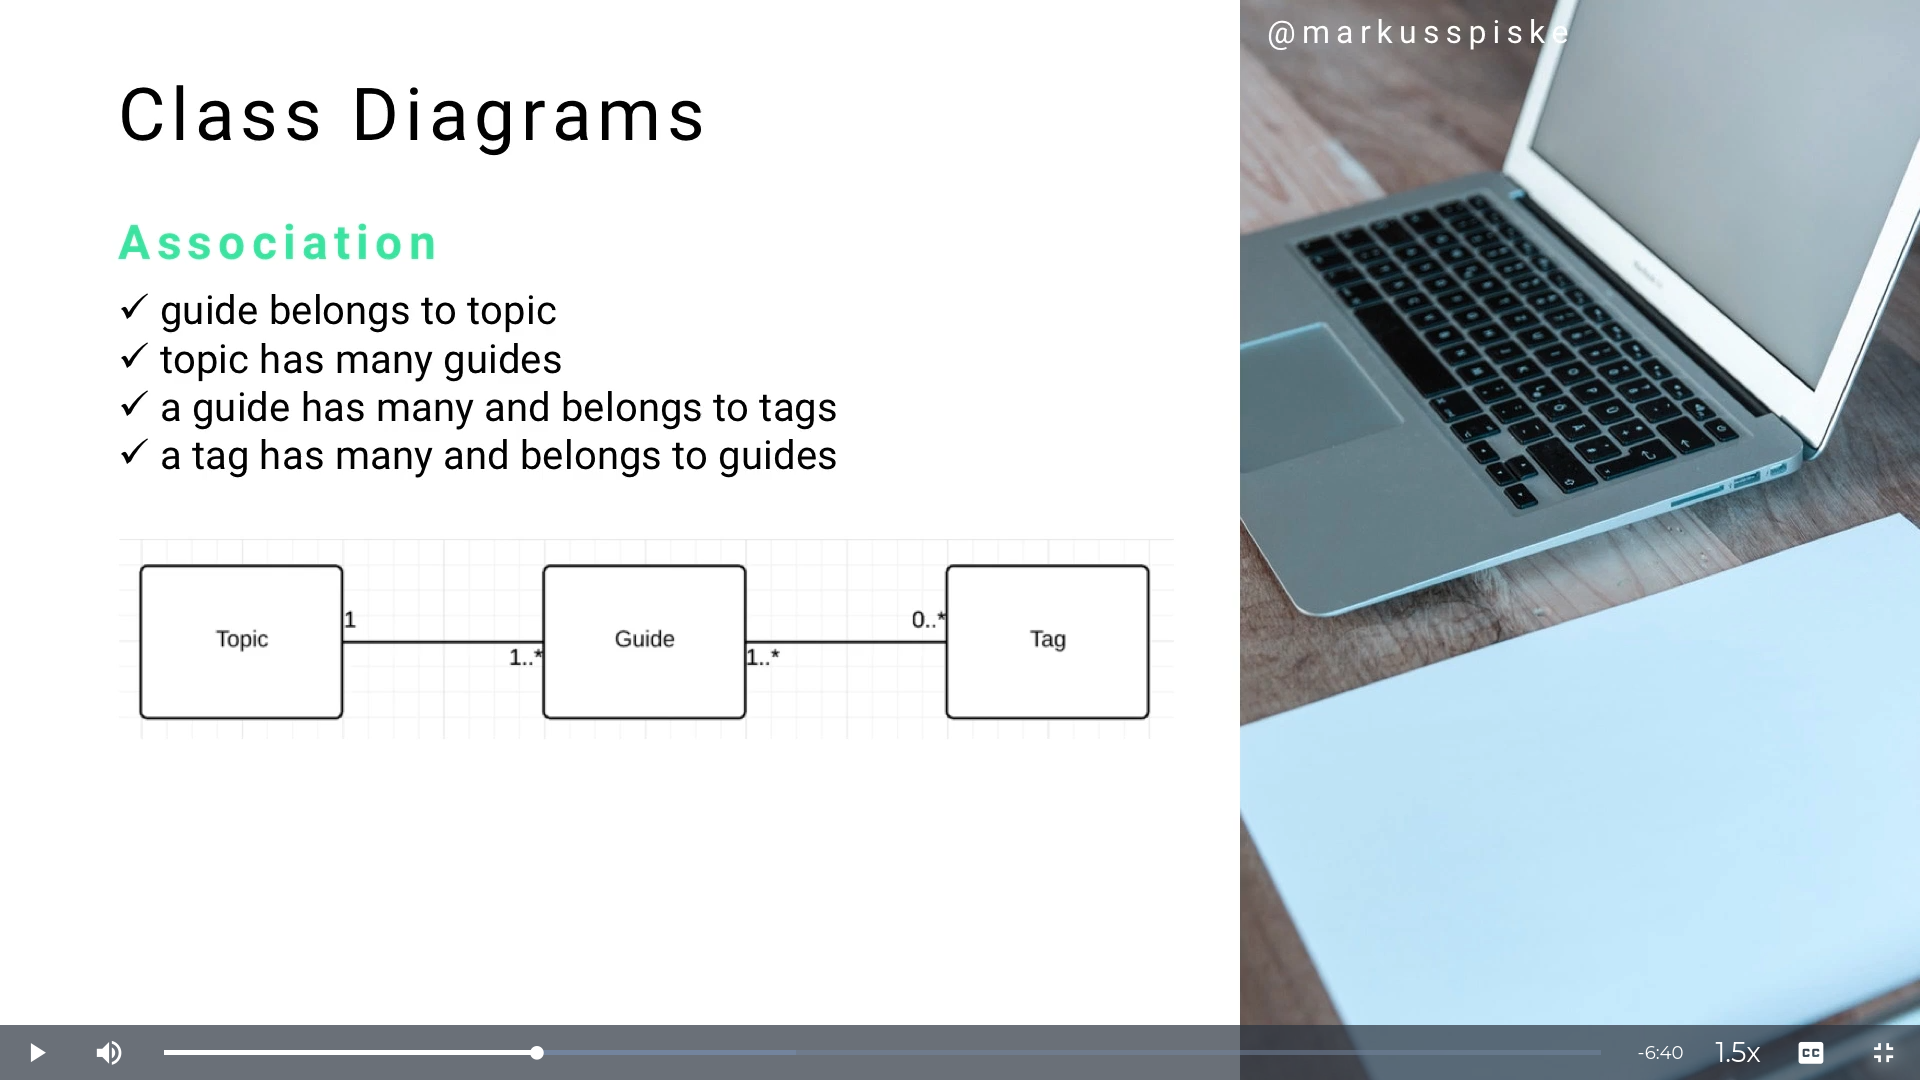 @markusspiske
Class Diagrams
Association
✓ guide belongs to topic
✓ topic has many guides
✓ a guide has many and belongs to tags
✓ a tag has many and belongs to guides
1
0..*
Topic
Guide
Tag
1..*
1..*
-6:40
1.5x
CC